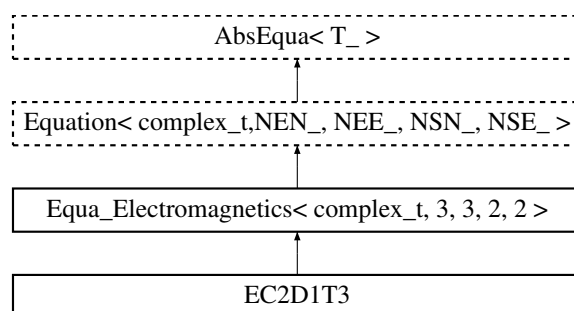 AbsEqua< T_ >
Equation< complex_t,NEN_, NEE_, NSN_, NSE_ >
Equa_Electromagnetics< complex_t, 3, 3, 2, 2 >
EC2D1T3